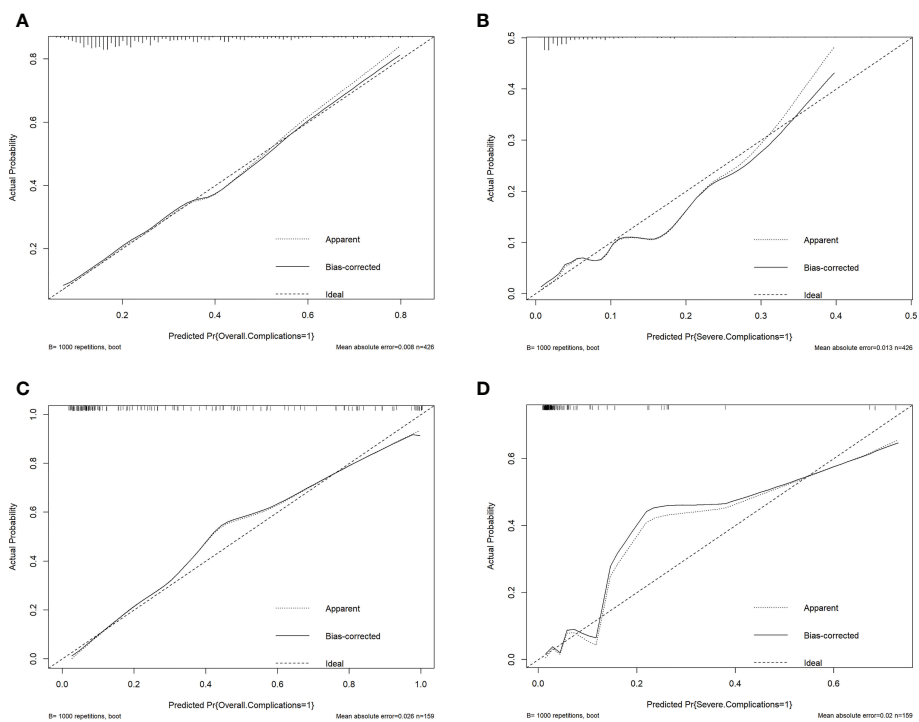 A
Actual Probability
0.8
0.6
0.4
0.2
Apparent
Bias-corrected
Ideal
0.2 0.4 0.6 0.8
Predicted Pr{Overall.Complications=1}
B= 1000 repetitions, boot
Mean absolute error=0.008 n=426
B
Actual Probability
0.5
0.4
0.3
0.2
0.1
0.0
Apparent
Bias-corrected
Ideal
0.0 0.1 0.2 0.3 0.4 0.5
Predicted Pr{Severe.Complications=1}
B= 1000 repetitions, boot
Mean absolute error=0.013 n=426
C
Actual Probability
1.0
0.8
0.6
0.4
0.2
0.0
Apparent
Bias-corrected
Ideal
0.0 0.2 0.4 0.6 0.8 1.0
Predicted Pr{Overall.Complications=1}
B= 1000 repetitions, boot
Mean absolute error=0.026 n=159
D
Actual Probability
0.6
0.4
0.2
0.0
Apparent
Bias-corrected
Ideal
0.0 0.2 0.4 0.6
Predicted Pr{Severe.Complications=1}
B= 1000 repetitions, boot
Mean absolute error=0.02 n=159